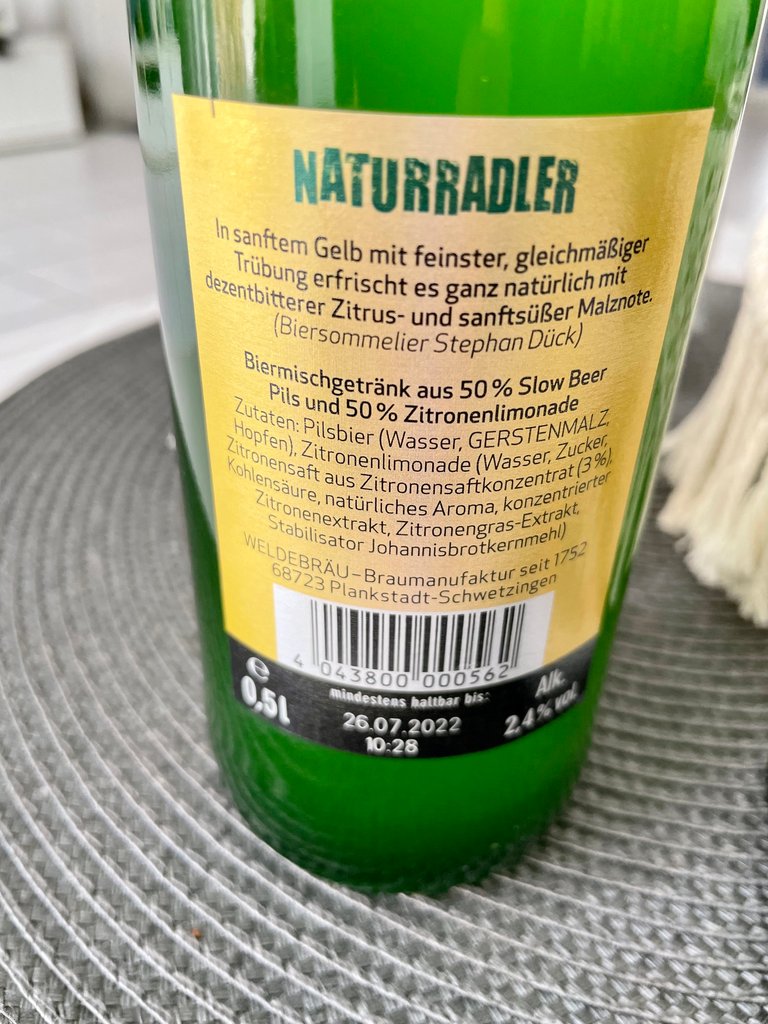 NATURRADLER
In sanftem Gelb mit feinster, gleichmäßiger
Trübung erfrischt es ganz natürlich mit
dezentbitterer Zitrus- und sanftsüßer Malznote.
(Biersommelier Stephan Dück)
Biermischgetränk aus 50 % Slow Beer
Pils und 50 % Zitronenlimonade
Zutaten: Pilsbier (Wasser, GERSTENMALZ,
Hopfen), Zitronenlimonade (Wasser, Zucker,
Zitronensaft aus Zitronensaftkonzentrat (3 %),
Kohlensäure, natürliches Aroma, konzentrierter
Zitronenextrakt, Zitronengras-Extrakt,
Stabilisator Johannisbrotkernmehl)
WELDEBRÄU–Braumanufaktur seit 1752
68723 Plankstadt-Schwetzingen
4 043800 000562
e
0,5l
mindestens haltbar bis:
26.07.2022
10:28
Alk.
2,4 % vol.